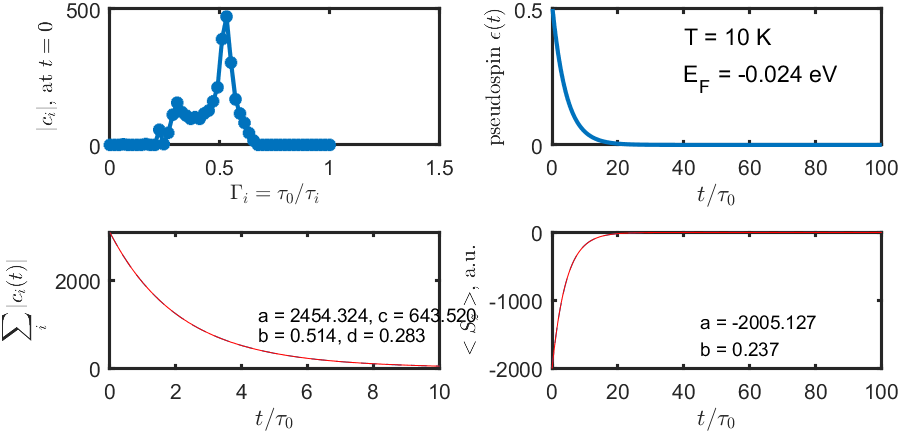 500
0
0
0.5
1
1.5
|c_i|, at t = 0
Γ_i = τ_0/τ_i
0.5
0
0
20
40
60
80
100
pseudospin ϵ(t)
t/τ_0
T = 10 K
E_F = -0.024 eV
2000
0
0
2
4
6
8
10
∑_i |c_i(t)|
t/τ_0
a = 2454.324, c = 643.520
b = 0.514, d = 0.283
0
-1000
-2000
0
20
40
60
80
100
>, a.u.
t/τ_0
a = -2005.127
b = 0.237